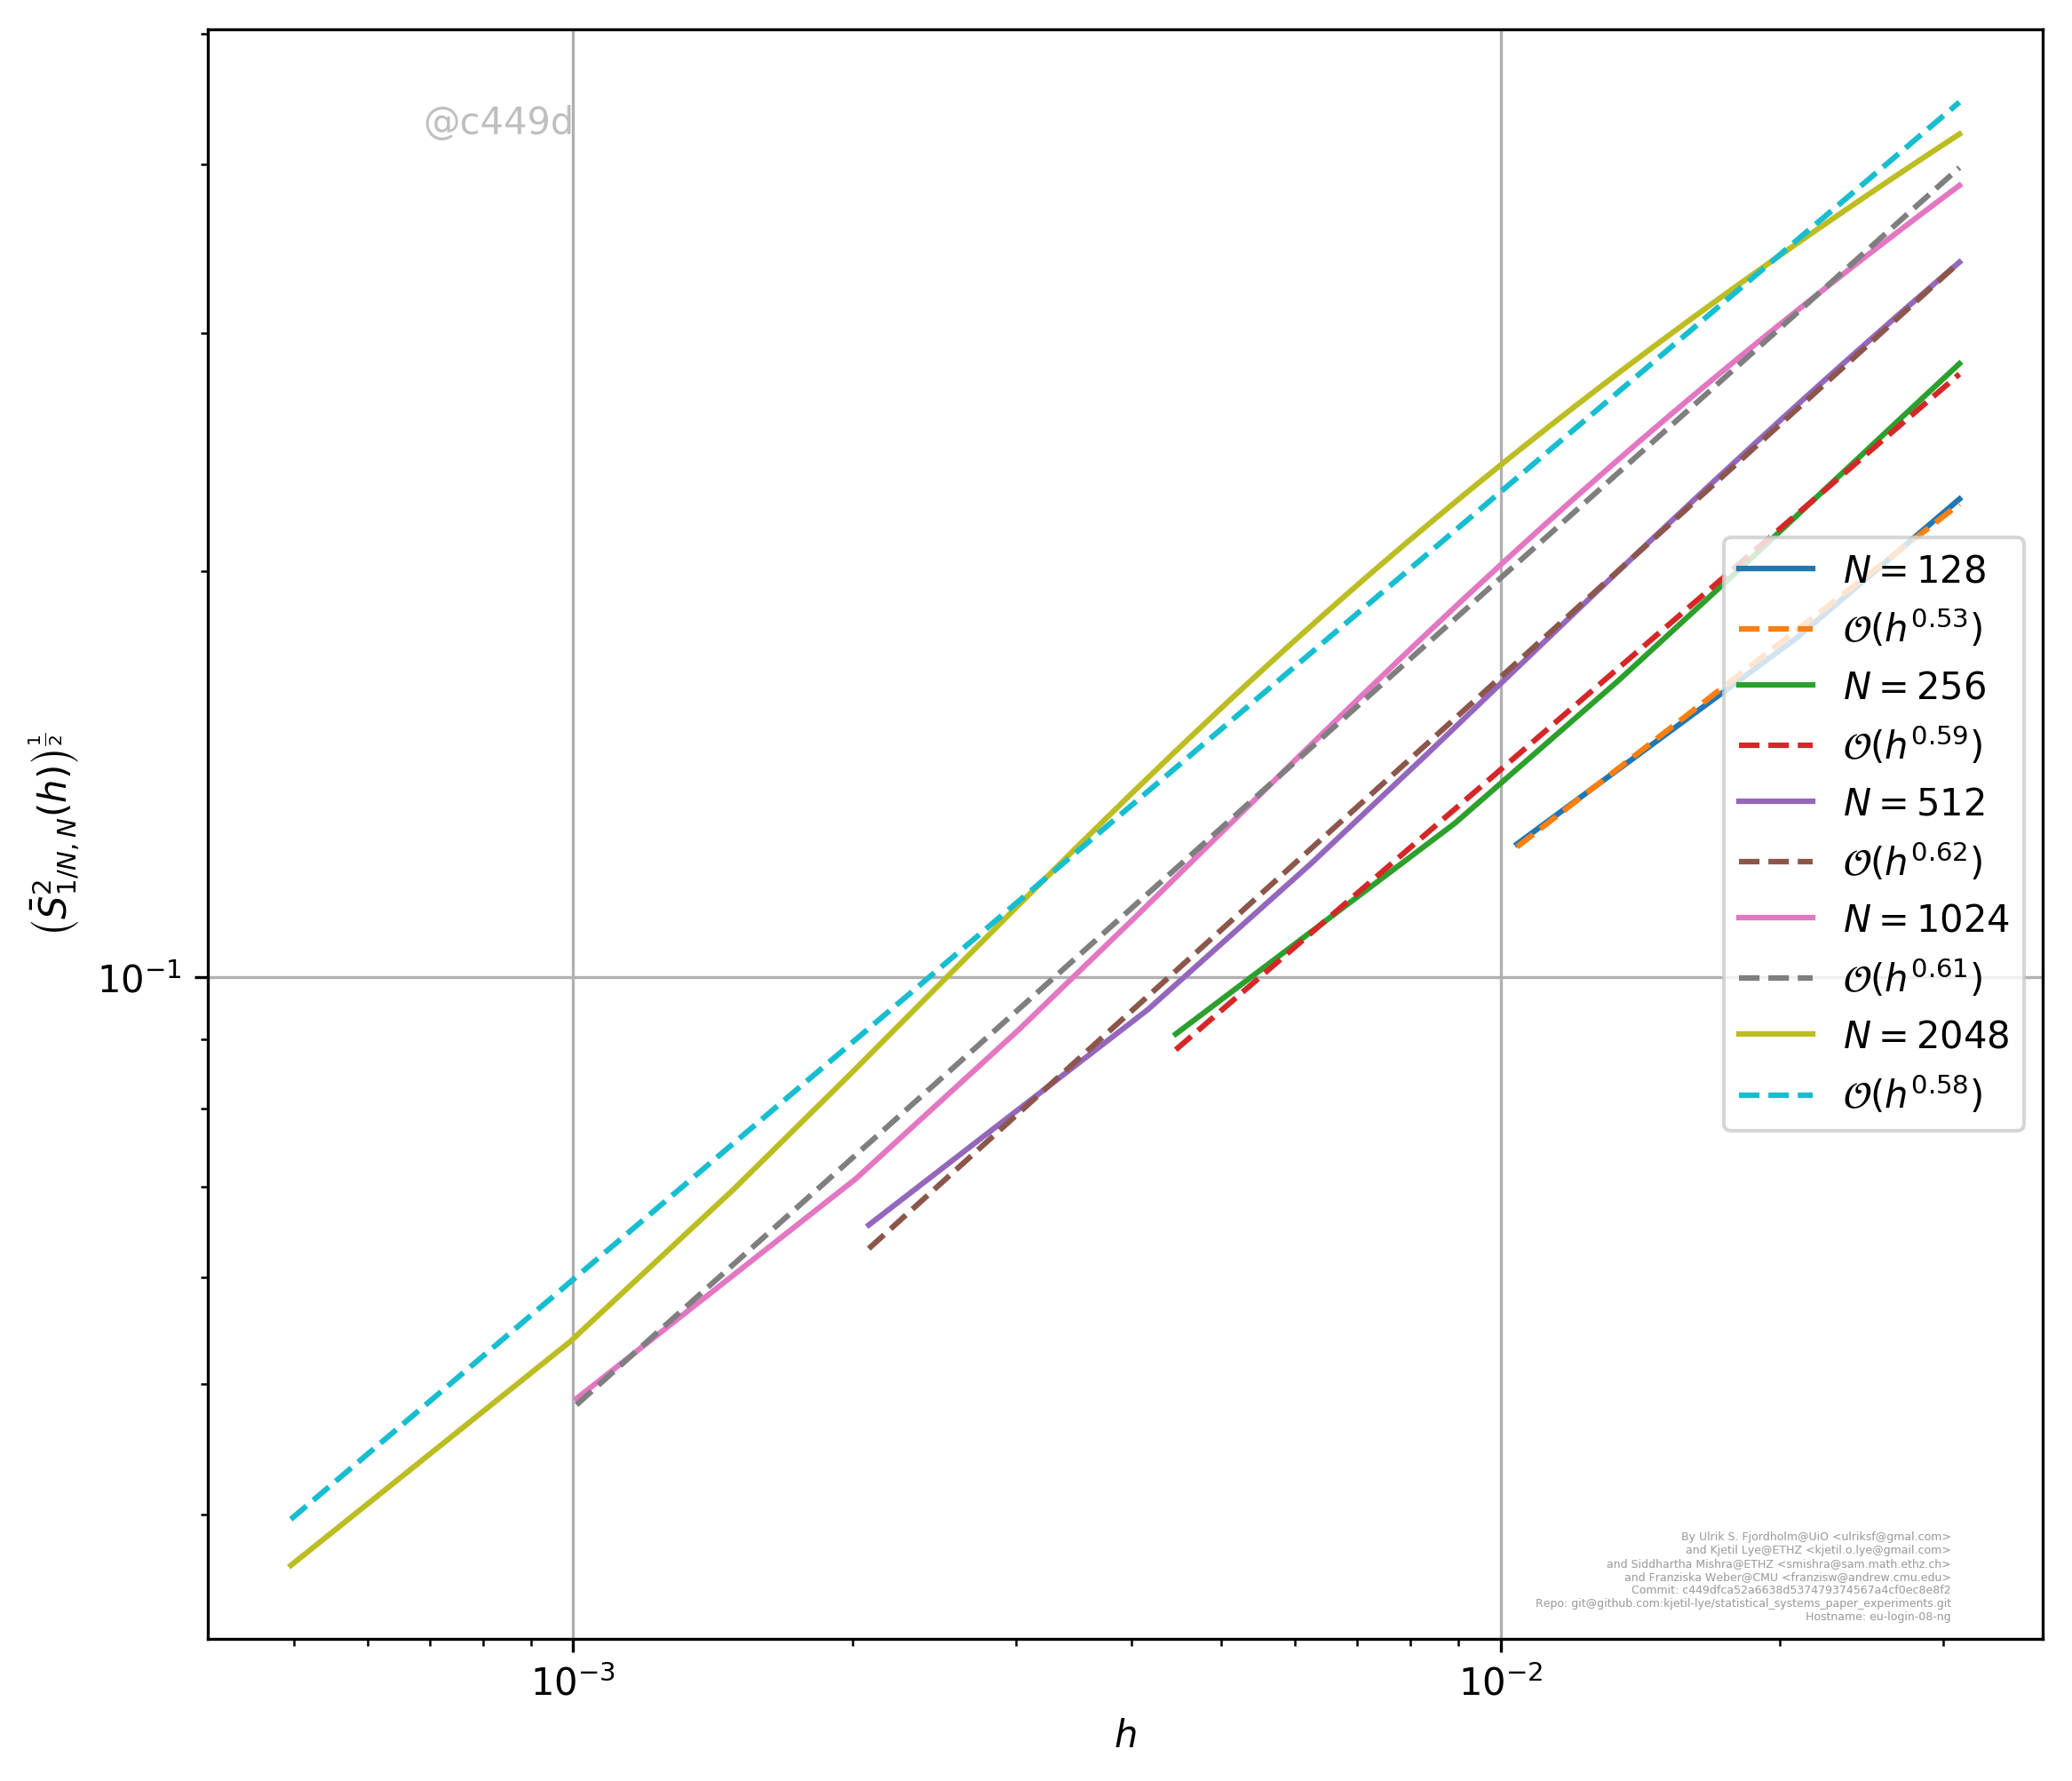 @c449d
(S̄²_{1/N, N}(h))^{1/2}
10⁻¹
N = 128
𝒪(h^{0.53})
N = 256
𝒪(h^{0.59})
N = 512
𝒪(h^{0.62})
N = 1024
𝒪(h^{0.61})
N = 2048
𝒪(h^{0.58})
By Ulrik S. Fjordholm@UiO <ulriksf@gmal.com>
and Kjetil Lye@ETHZ <kjetil.o.lye@gmail.com>
and Siddhartha Mishra@ETHZ <smishra@sam.math.ethz.ch>
and Franziska Weber@CMU <franzisw@andrew.cmu.edu>
Commit: c449dfca52a6638d537479374567a4cf0ec8e8f2
Repo: git@github.com:kjetil-lye/statistical_systems_paper_experiments.git
Hostname: eu-login-08-ng
10⁻³ 10⁻²
h